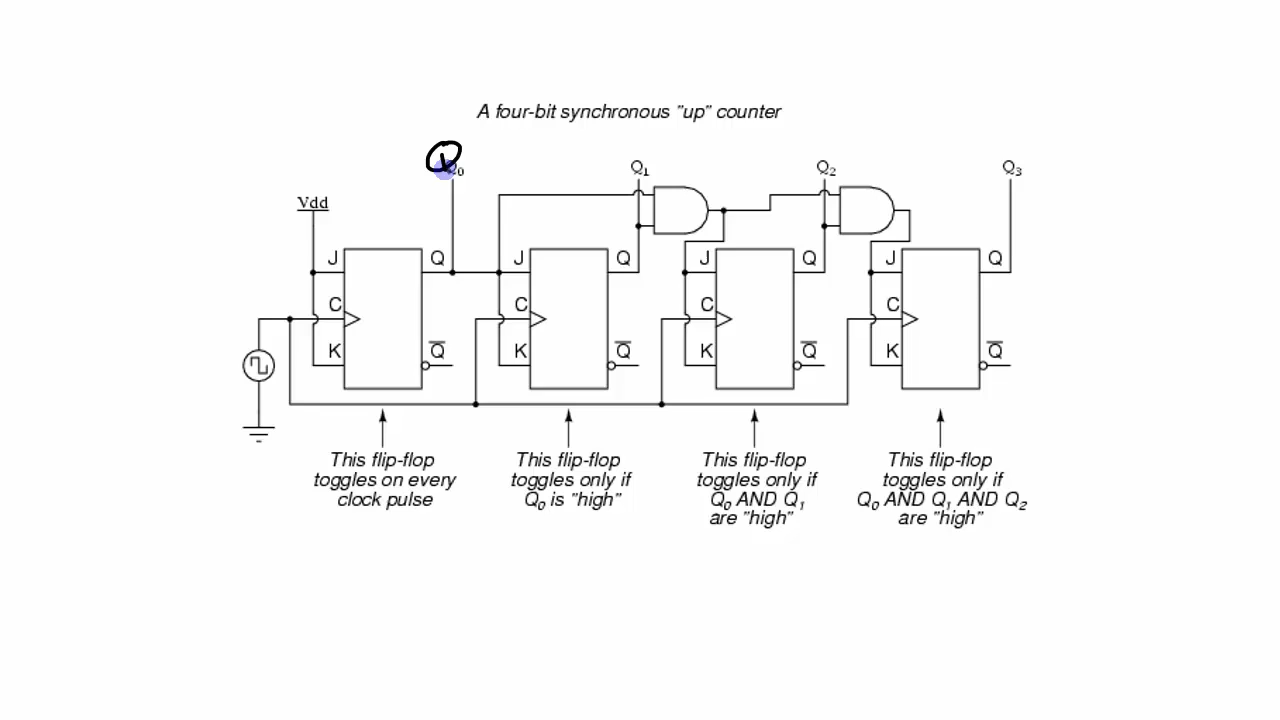 A four-bit synchronous "up" counter
Q0 Q1 Q2 Q3
Vdd
J Q J Q J Q J Q
C C C C
K Q̅ K Q̅ K Q̅ K Q̅
This flip-flop
toggles on every
clock pulse
This flip-flop
toggles only if
Q0 is "high"
This flip-flop
toggles only if
Q0 AND Q1
are "high"
This flip-flop
toggles only if
Q0 AND Q1 AND Q2
are "high"